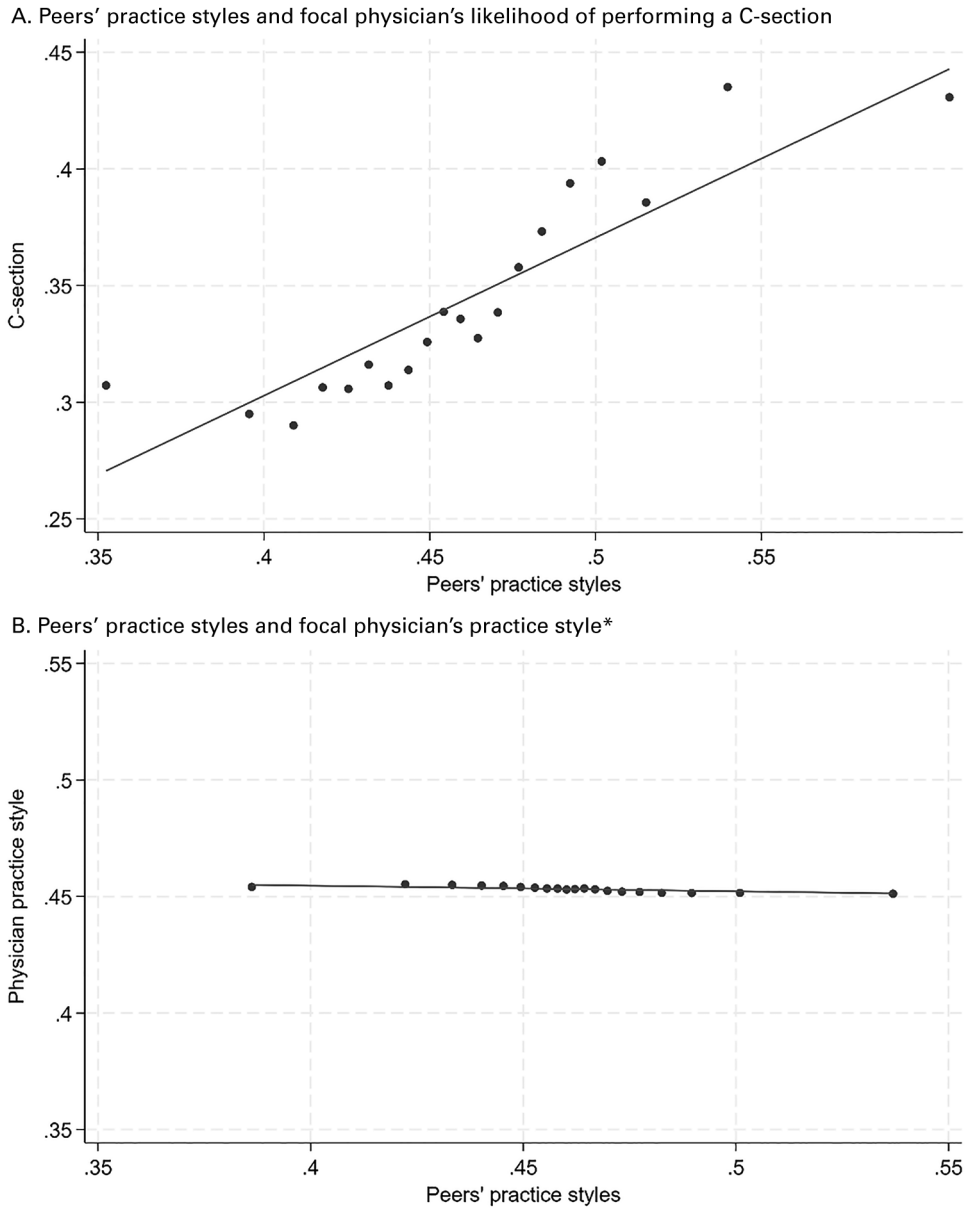 A. Peers’ practice styles and focal physician’s likelihood of performing a C-section
.45
.4
.35
.3
.25
C-section
.35 .4 .45 .5 .55
Peers' practice styles
B. Peers’ practice styles and focal physician’s practice style*
.55
.5
.45
.4
.35
Physician practice style
.35 .4 .45 .5 .55
Peers' practice styles